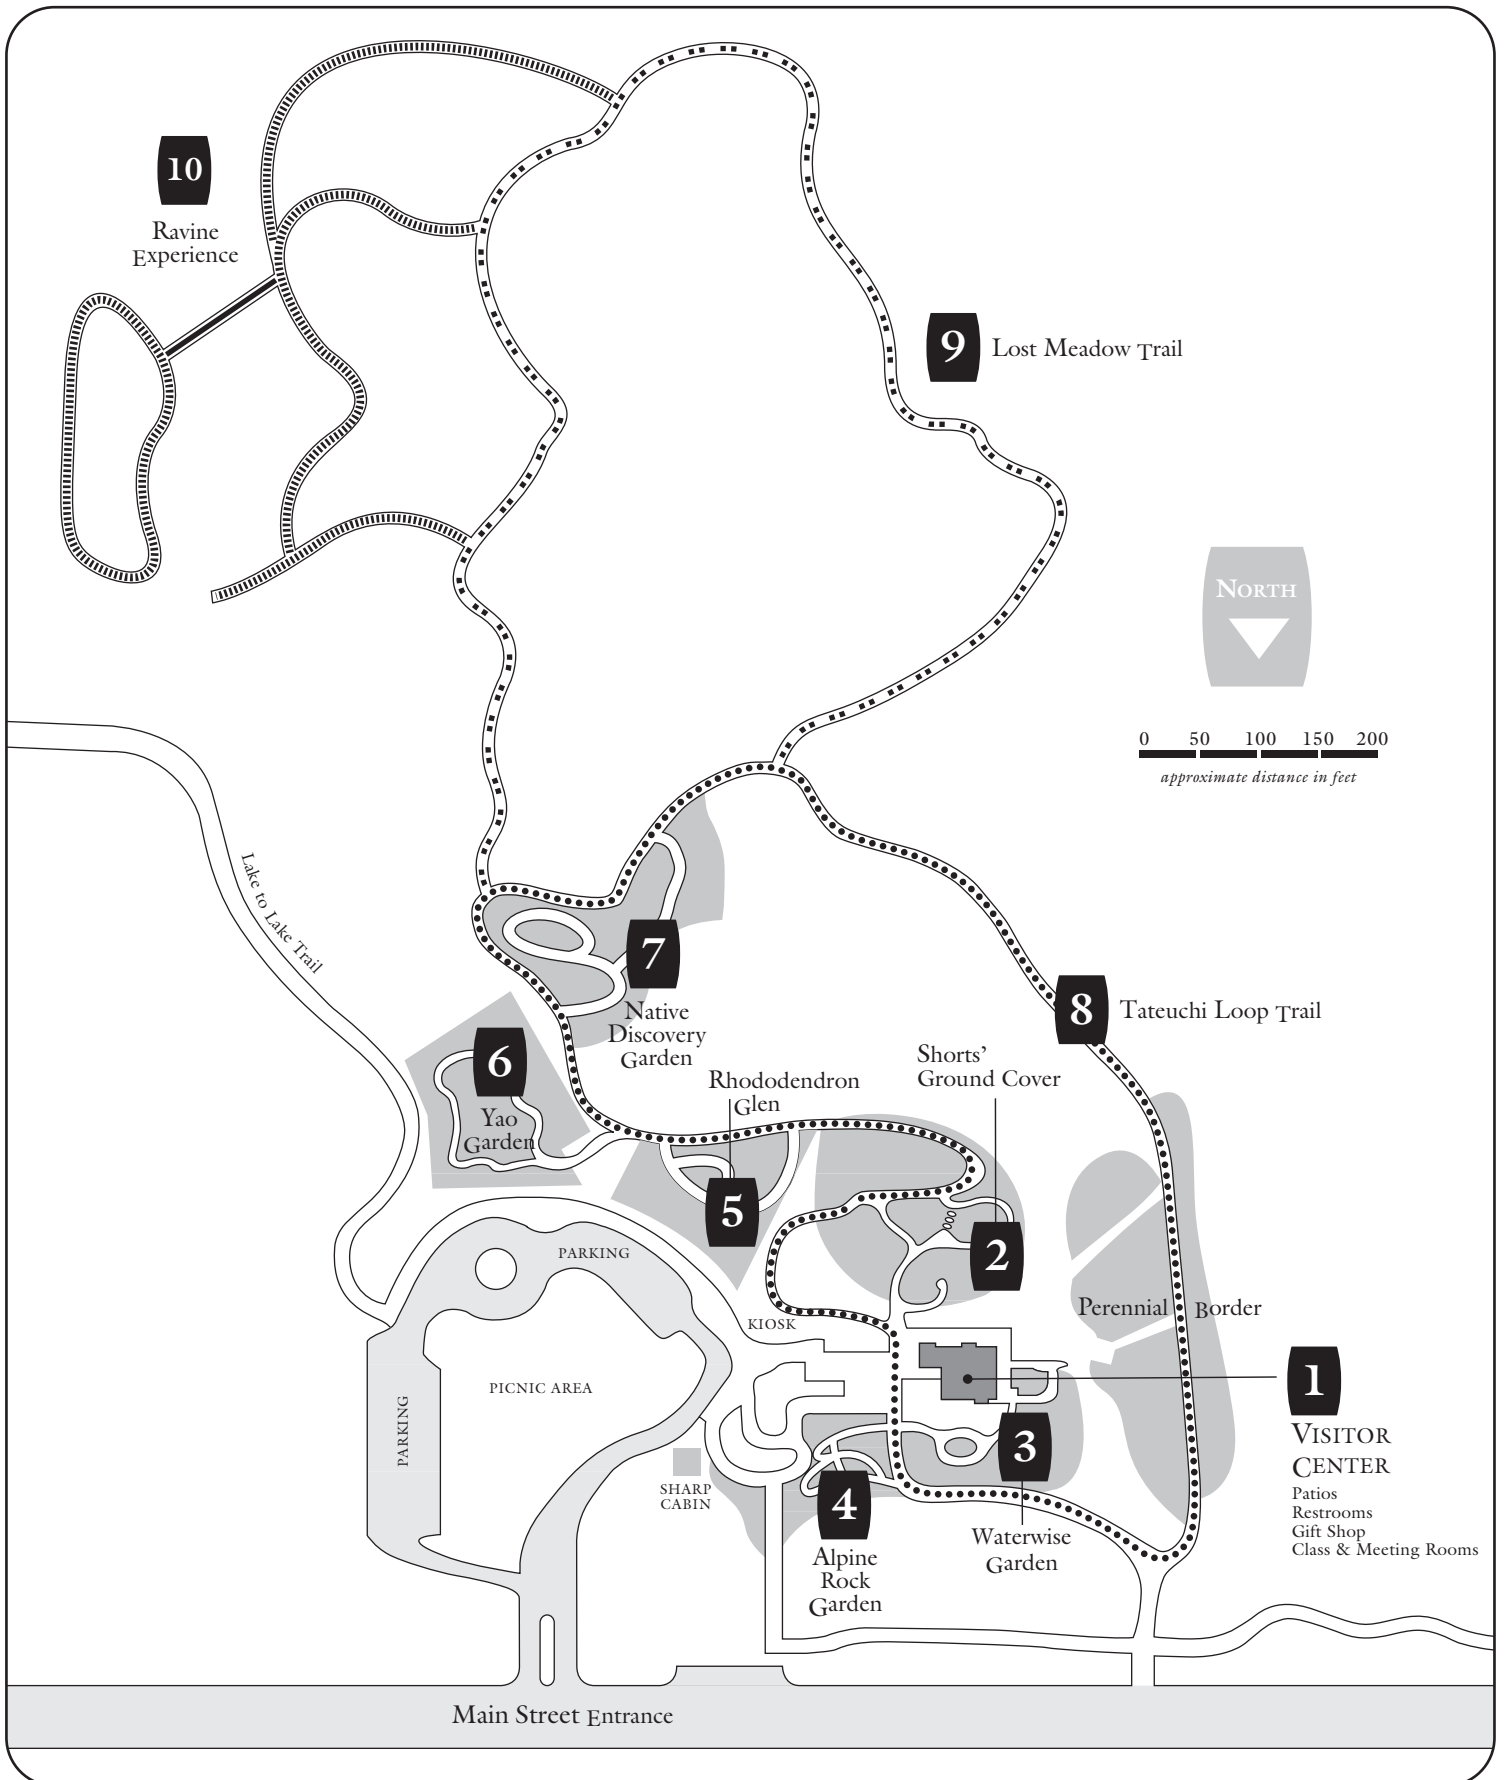 10
Ravine
Experience
9
Lost Meadow Trail
NORTH
0 50 100 150 200
approximate distance in feet
Lake to Lake Trail
7
Native
Discovery
Garden
8
Tateuchi Loop Trail
6
Yao
Garden
Rhododendron
Glen
Shorts'
Ground Cover
5
2
PARKING
KIOSK
Perennial Border
PICNIC AREA
PARKING
1
VISITOR
CENTER
Patios
Restrooms
Gift Shop
Class & Meeting Rooms
3
SHARP
CABIN
4
Waterwise
Garden
Alpine
Rock
Garden
Main Street Entrance